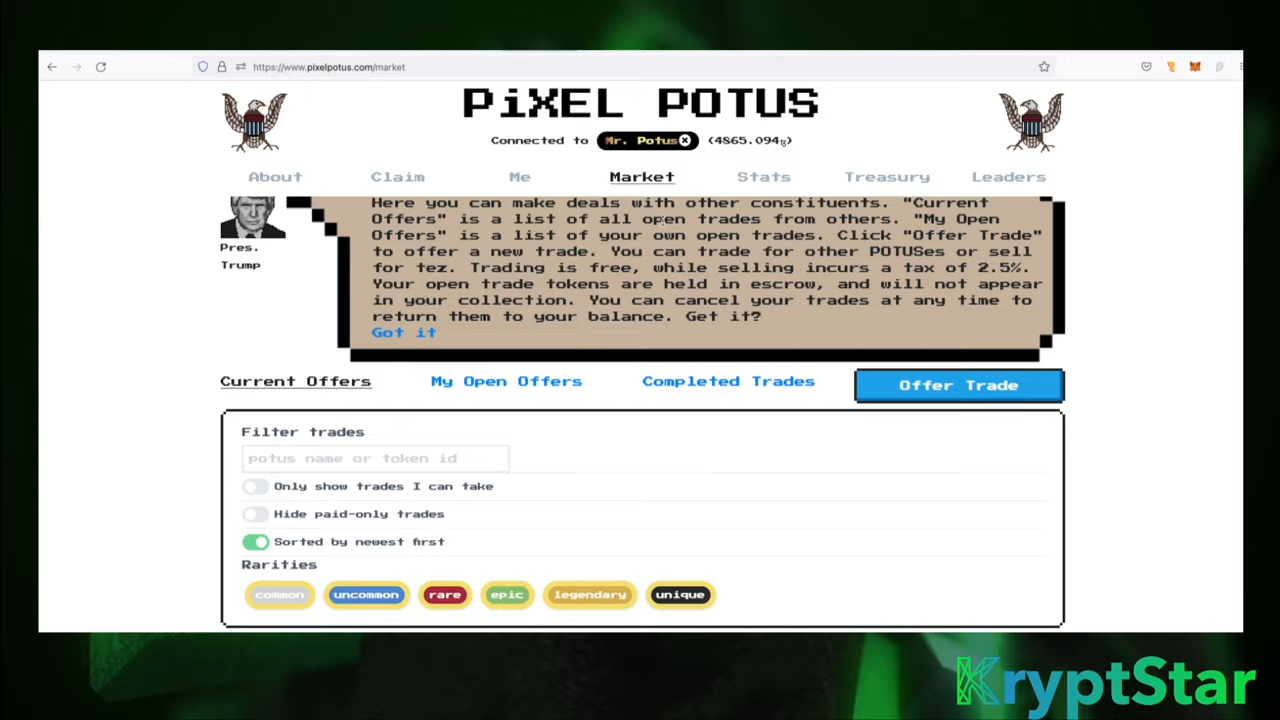 https://www.pixelpotus.com/market
PiXEL POTUS
Connected to Mr. Potus (4865.094ꜩ)
About Claim Me Market Stats Treasury Leaders
Pres.
Trump
Here you can make deals with other constituents. "Current
Offers" is a list of all open trades from others. "My Open
Offers" is a list of your own open trades. Click "Offer Trade"
to offer a new trade. You can trade for other POTUSes or sell
for tez. Trading is free, while selling incurs a tax of 2.5%.
Your open trade tokens are held in escrow, and will not appear
in your collection. You can cancel your trades at any time to
return them to your balance. Get it?
Got it
Current Offers My Open Offers Completed Trades Offer Trade
Filter trades
potus name or token id
Only show trades I can take
Hide paid-only trades
Sorted by newest first
Rarities
common uncommon rare epic legendary unique
KryptStar